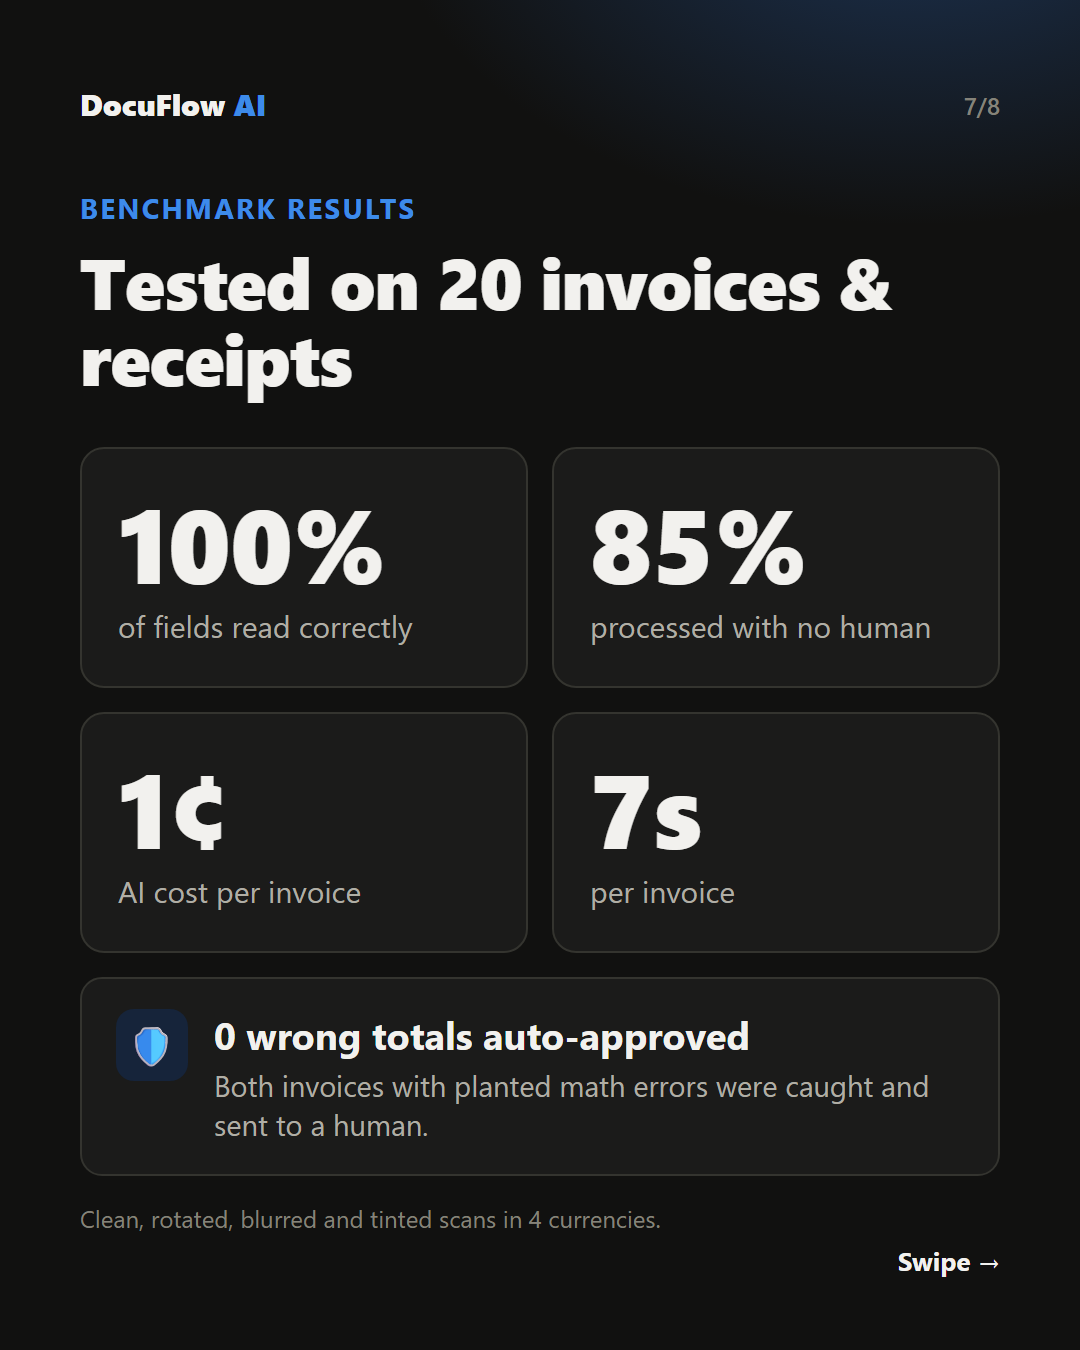 DocuFlow AI
7/8
BENCHMARK RESULTS
Tested on 20 invoices &
receipts
100%
of fields read correctly
85%
processed with no human
1¢
AI cost per invoice
7s
per invoice
0 wrong totals auto-approved
Both invoices with planted math errors were caught and
sent to a human.
Clean, rotated, blurred and tinted scans in 4 currencies.
Swipe →